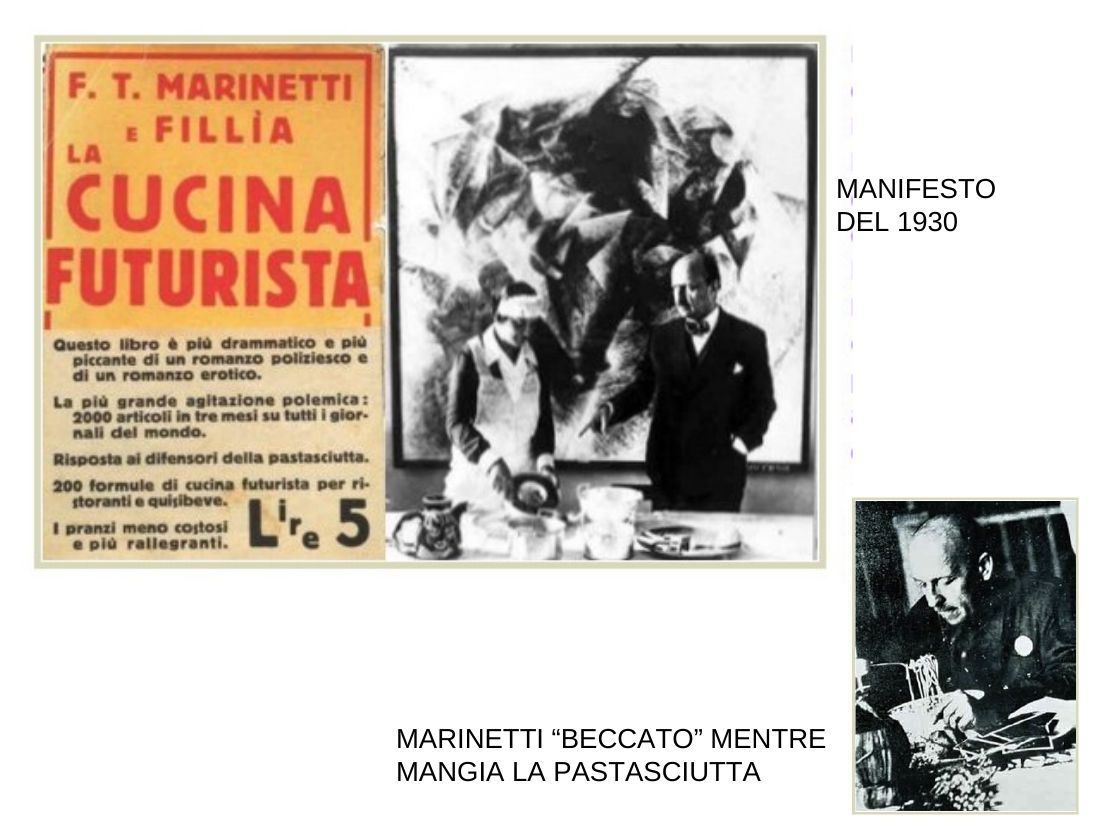 F. T. MARINETTI
E FILLÌA
LA
CUCINA
FUTURISTA
Questo libro è più drammatico e più
piccante di un romanzo poliziesco e
di un romanzo erotico.
La più grande agitazione polemica:
2000 articoli in tre mesi su tutti i gior-
nali del mondo.
Risposta ai difensori della pastasciutta.
200 formule di cucina futurista per ri-
storanti e quisibeve.
I pranzi meno costosi
e più rallegranti.
Lire 5
MANIFESTO
DEL 1930
MARINETTI “BECCATO” MENTRE
MANGIA LA PASTASCIUTTA